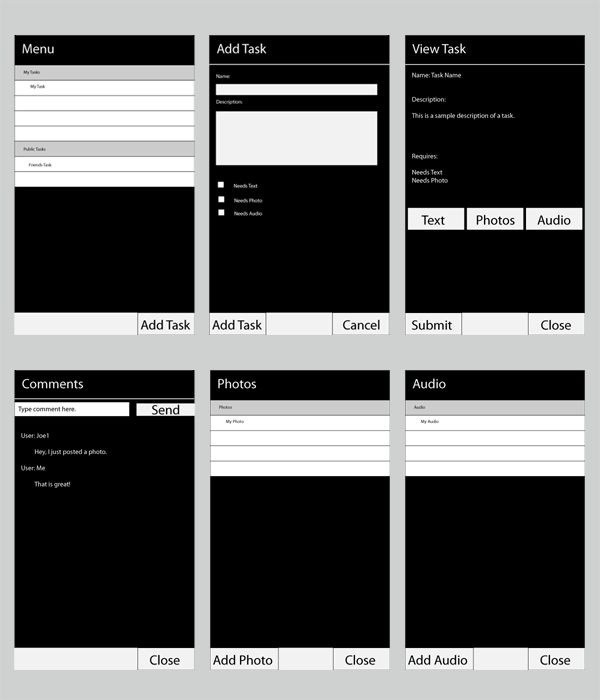 Menu
My Tasks
My Task
Public Tasks
Friends Task
Add Task
Add Task
Name:
Description:
Needs Text
Needs Photo
Needs Audio
Add Task
Cancel
View Task
Name: Task Name
Description:
This is a sample description of a task.
Requires:
Needs Text
Needs Photo
Text
Photos
Audio
Submit
Close
Comments
Type comment here.
Send
User: Joe1
Hey, I just posted a photo.
User: Me
That is great!
Close
Photos
Photos
My Photo
Add Photo
Close
Audio
Audio
My Audio
Add Audio
Close